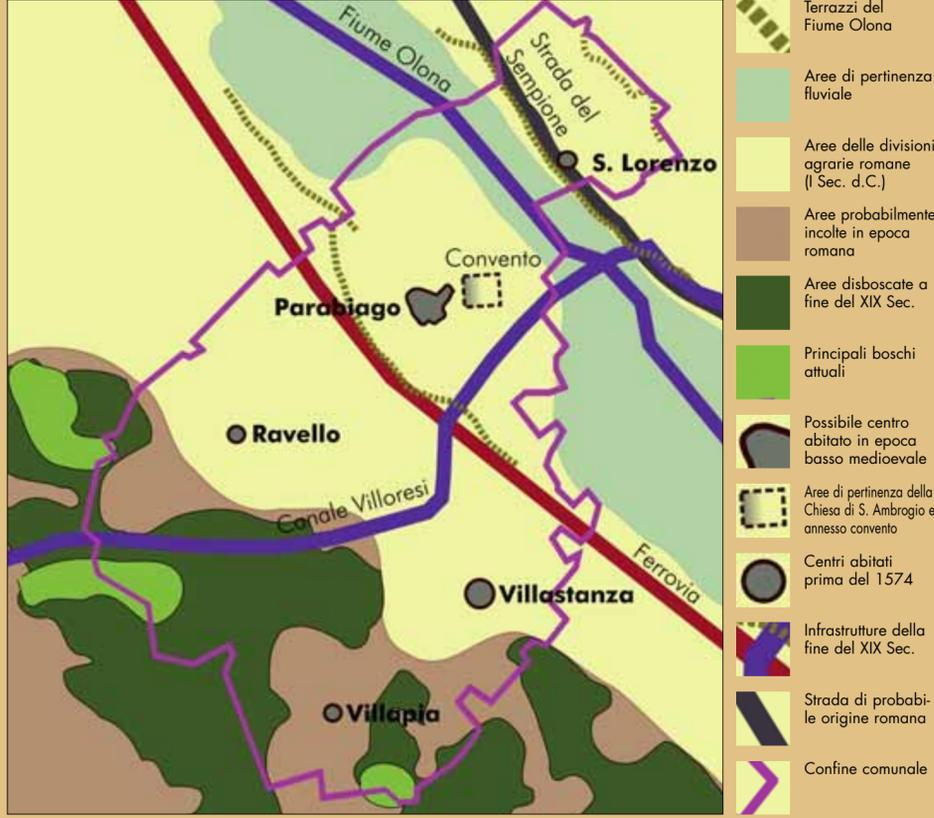 Fiume Olona
Strada del
Sempione
S. Lorenzo
Convento
Parabiago
Ravello
Canale Villoresi
Villastanza
Ferrovia
Villapia
Terrazzi del
Fiume Olona
Aree di pertinenza
fluviale
Aree delle divisioni
agrarie romane
(I Sec. d.C.)
Aree probabilmente
incolte in epoca
romana
Aree disboscate a
fine del XIX Sec.
Principali boschi
attuali
Possibile centro
abitato in epoca
basso medioevale
Aree di pertinenza della
Chiesa di S. Ambrogio e
annesso convento
Centri abitati
prima del 1574
Infrastrutture della
fine del XIX Sec.
Strada di probabi-
le origine romana
Confine comunale